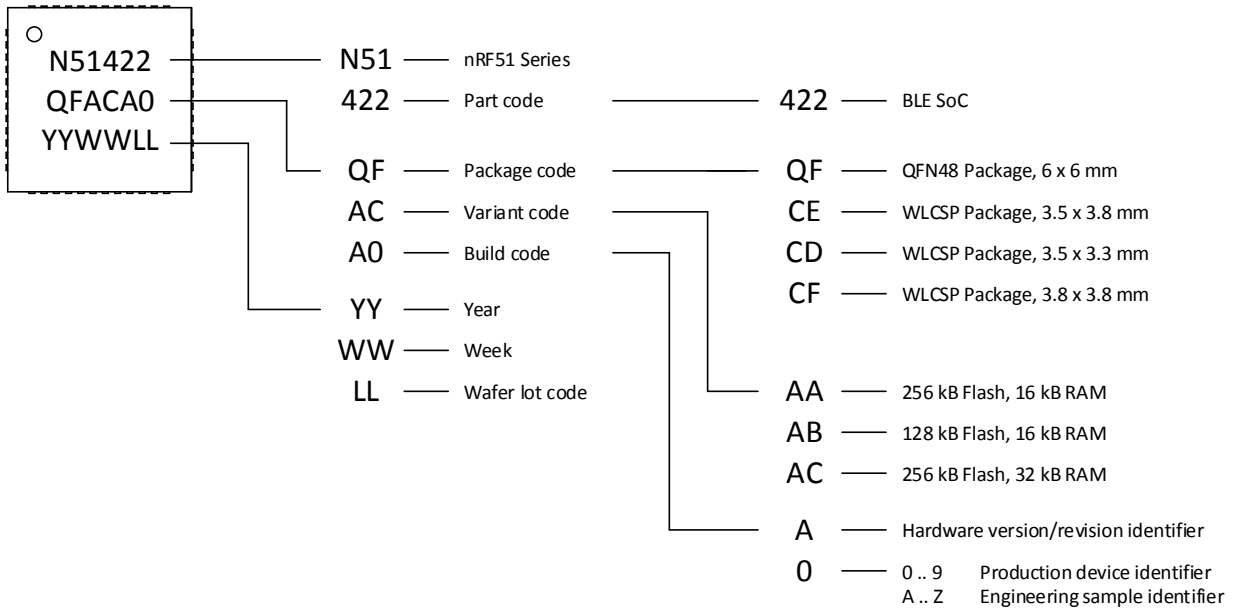 N51422
QFACA0
YYWWLL
N51 nRF51 Series
422 Part code 422 BLE SoC
QF Package code QF QFN48 Package, 6 x 6 mm
AC Variant code CE WLCSP Package, 3.5 x 3.8 mm
A0 Build code CD WLCSP Package, 3.5 x 3.3 mm
CF WLCSP Package, 3.8 x 3.8 mm
YY Year
WW Week
LL Wafer lot code
AA 256 kB Flash, 16 kB RAM
AB 128 kB Flash, 16 kB RAM
AC 256 kB Flash, 32 kB RAM
A Hardware version/revision identifier
0 0 .. 9 Production device identifier
A .. Z Engineering sample identifier